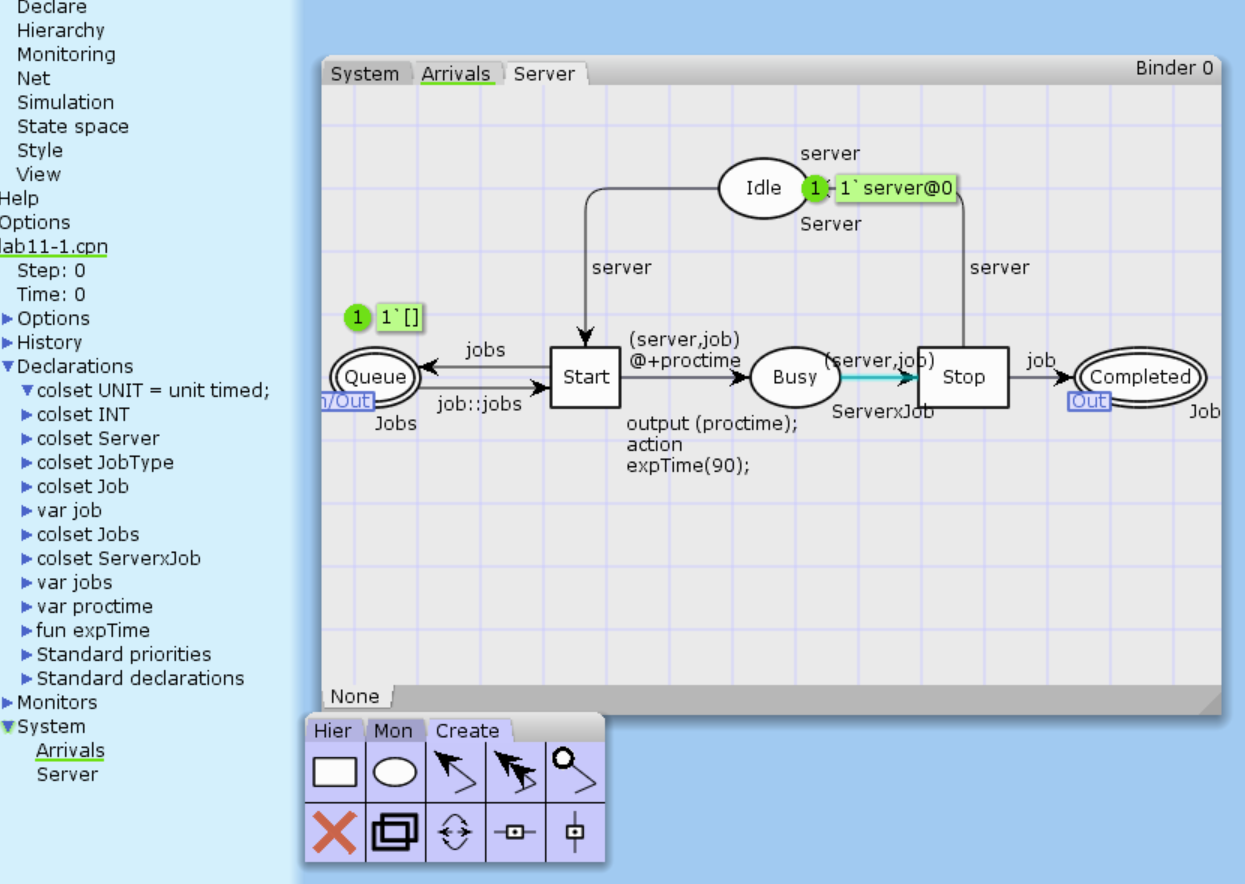 Declare
Hierarchy
Monitoring
Net
Simulation
State space
Style
View
Help
Options
lab11-1.cpn
Step: 0
Time: 0
Options
History
Declarations
colset UNIT = unit timed;
colset INT
colset Server
colset JobType
colset Job
var job
colset Jobs
colset ServerxJob
var jobs
var proctime
fun expTime
Standard priorities
Standard declarations
Monitors
System
Arrivals
Server
System Arrivals Server Binder 0
server
Idle 1 1`server@0
Server
server server
1 1`[]
jobs
(server,job)
@+proctime
(server,job)
job
Queue Start Busy Stop Completed
n/Out
job::jobs
ServerxJob
Out
Jobs
Job
output (proctime);
action
expTime(90);
None
Hier Mon Create